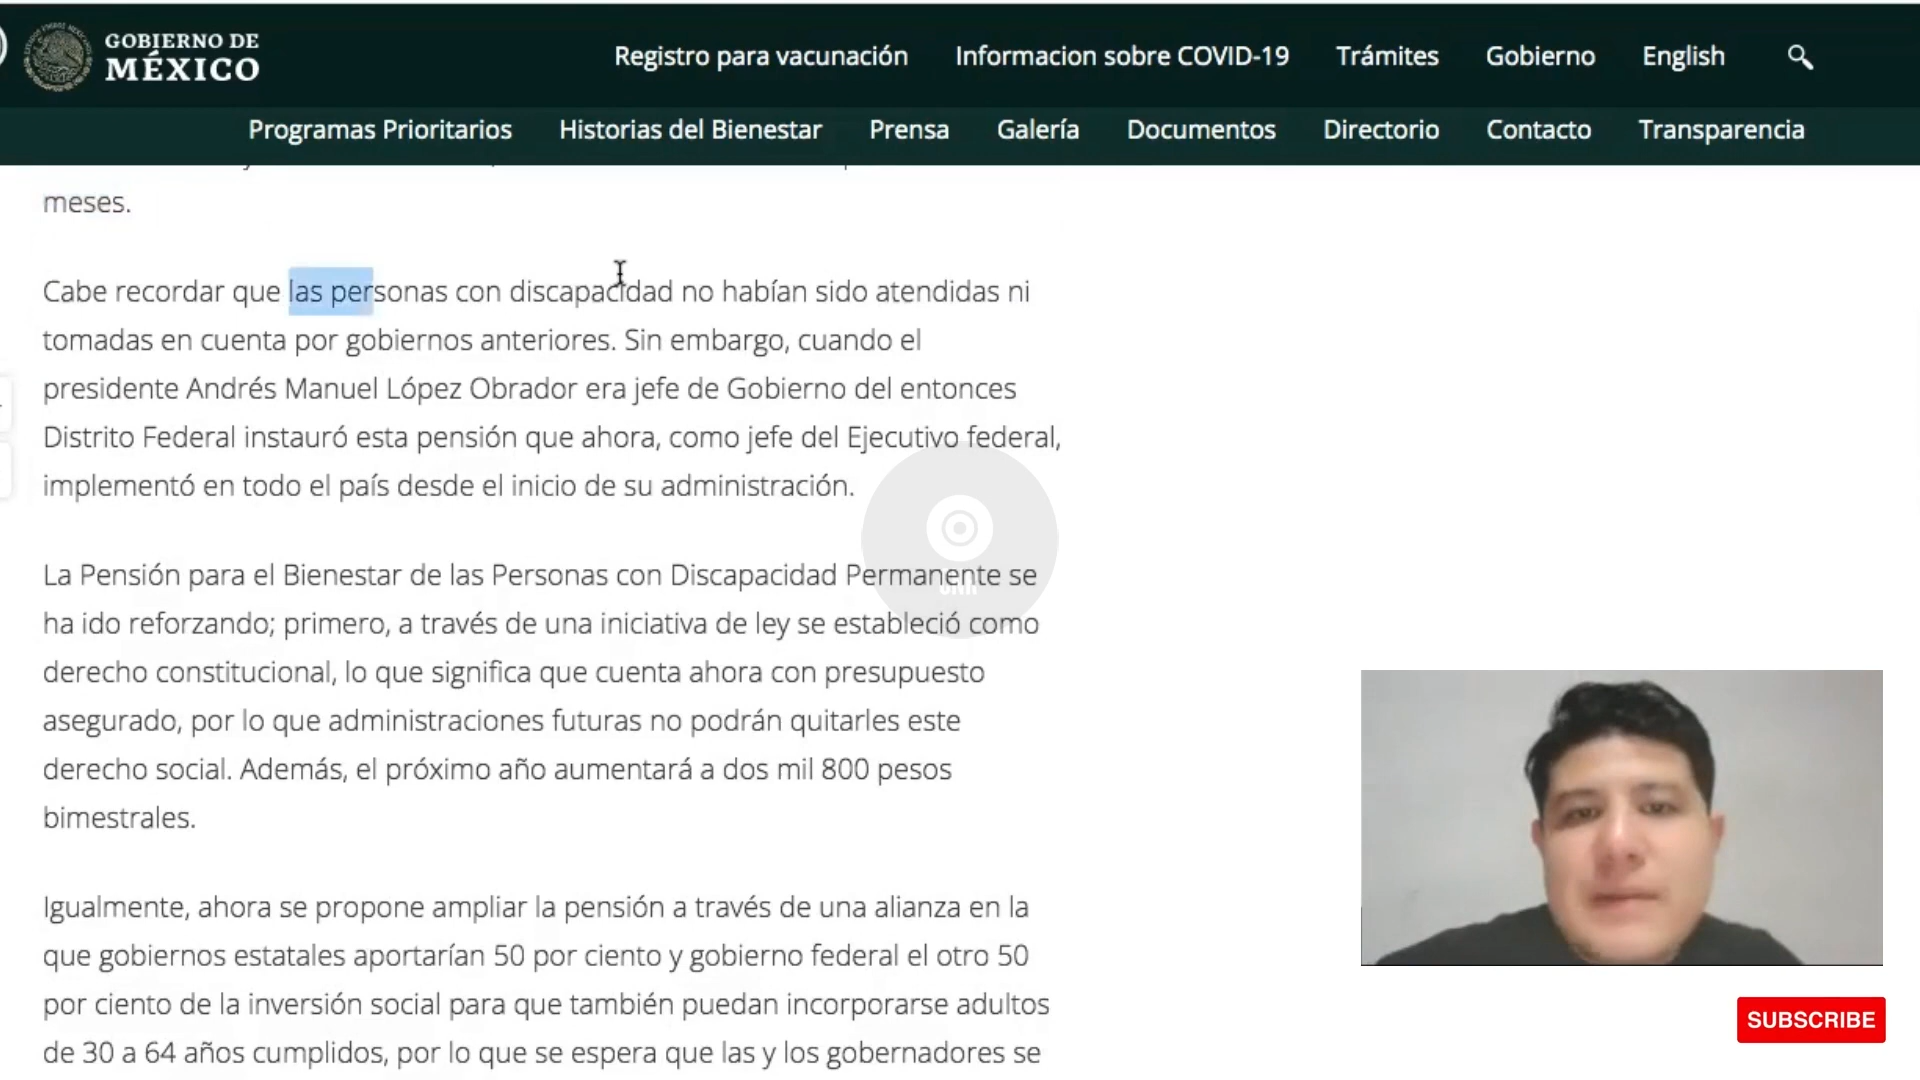 GOBIERNO DE
MÉXICO
Registro para vacunación Informacion sobre COVID-19 Trámites Gobierno English
Programas Prioritarios Historias del Bienestar Prensa Galería Documentos Directorio Contacto Transparencia
meses.
Cabe recordar que las personas con discapacidad no habían sido atendidas ni
tomadas en cuenta por gobiernos anteriores. Sin embargo, cuando el
presidente Andrés Manuel López Obrador era jefe de Gobierno del entonces
Distrito Federal instauró esta pensión que ahora, como jefe del Ejecutivo federal,
implementó en todo el país desde el inicio de su administración.
La Pensión para el Bienestar de las Personas con Discapacidad Permanente se
ha ido reforzando; primero, a través de una iniciativa de ley se estableció como
derecho constitucional, lo que significa que cuenta ahora con presupuesto
asegurado, por lo que administraciones futuras no podrán quitarles este
derecho social. Además, el próximo año aumentará a dos mil 800 pesos
bimestrales.
Igualmente, ahora se propone ampliar la pensión a través de una alianza en la
que gobiernos estatales aportarían 50 por ciento y gobierno federal el otro 50
por ciento de la inversión social para que también puedan incorporarse adultos
de 30 a 64 años cumplidos, por lo que se espera que las y los gobernadores se
SUBSCRIBE